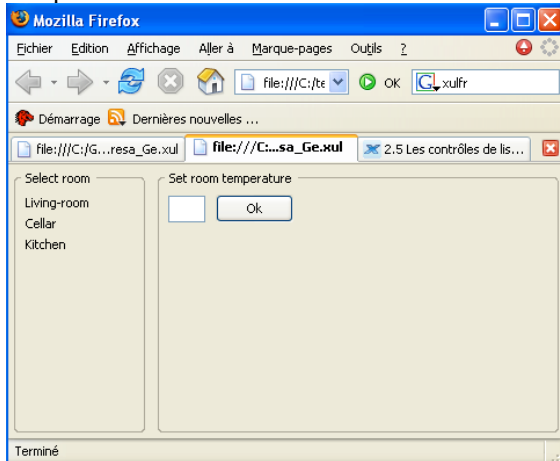 Mozilla Firefox
Fichier Edition Affichage Aller à Marque-pages Outils ?
file:///C:/te OK G xulfr
Démarrage Dernières nouvelles ...
file:///C:/G...resa_Ge.xul file:///C:...sa_Ge.xul 2.5 Les contrôles de lis...
Select room Set room temperature
Living-room Ok
Cellar
Kitchen
Terminé